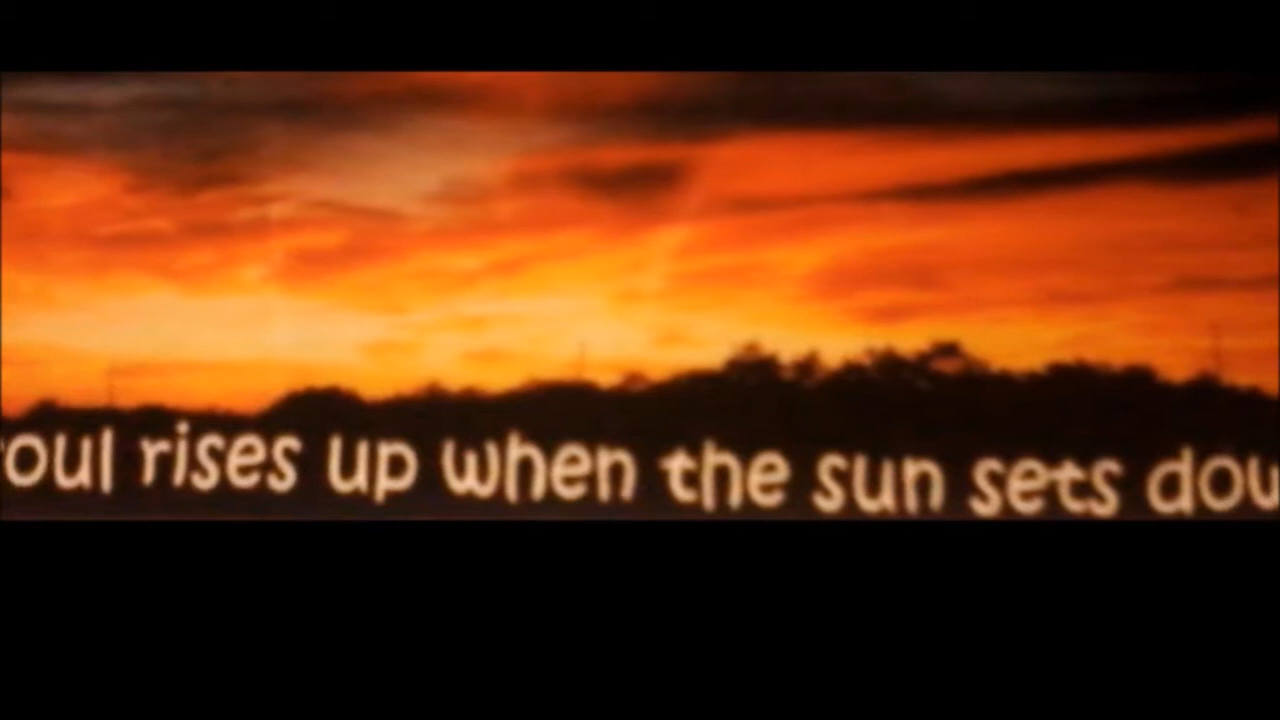 rises up when the sun sets